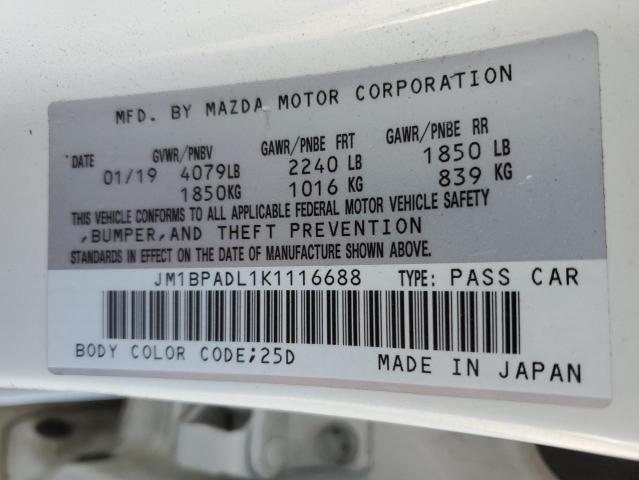 MFD. BY MAZDA MOTOR CORPORATION
DATE GVWR/PNBV GAWR/PNBE FRT GAWR/PNBE RR
01/19 4079LB 2240 LB 1850 LB
1850KG 1016 KG 839 KG
THIS VEHICLE CONFORMS TO ALL APPLICABLE FEDERAL MOTOR VEHICLE SAFETY
,BUMPER,AND THEFT PREVENTION
STANDARDS IN EFFECT ON THE DATE OF MANUFACTURE SHOWN ABOVE.
JM1BPADL1K1116688 TYPE: PASS CAR
BODY COLOR CODE;25D MADE IN JAPAN